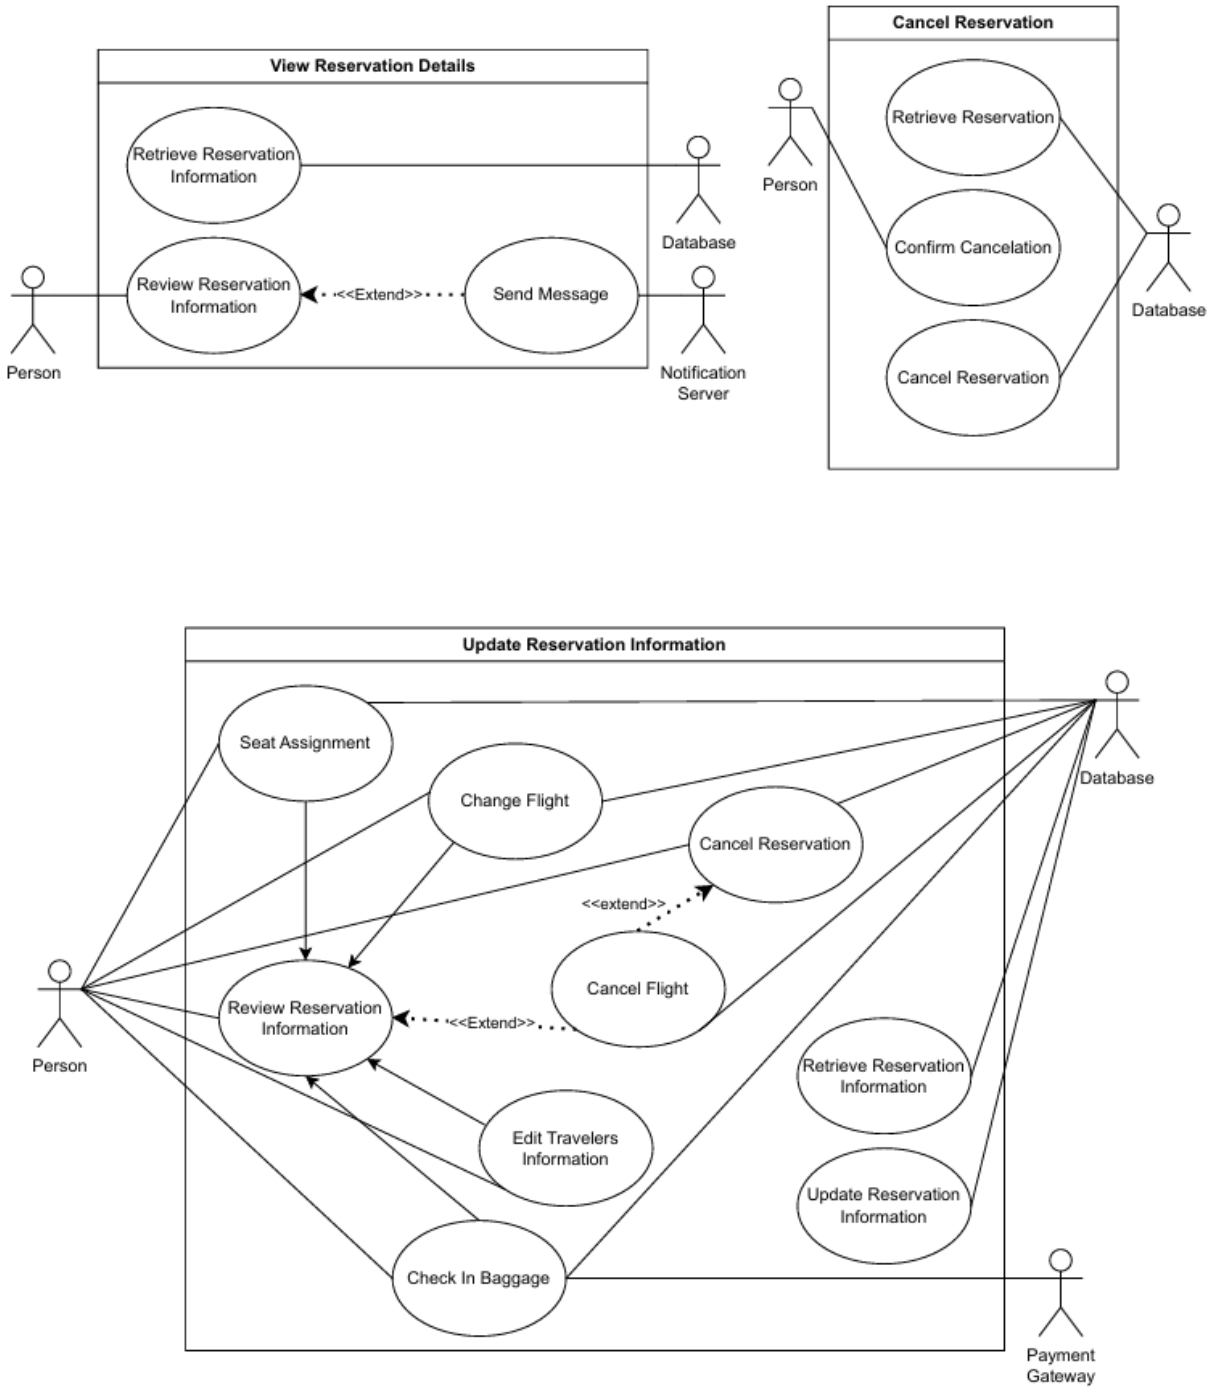 View Reservation Details
Retrieve Reservation
Information
Database
Review Reservation
Information
<<Extend>>
Send Message
Person
Notification
Server
Cancel Reservation
Retrieve Reservation
Person
Confirm Cancelation
Database
Cancel Reservation
Update Reservation Information
Seat Assignment
Database
Change Flight
Cancel Reservation
<<extend>>
Cancel Flight
Review Reservation
Information
<<Extend>>
Person
Retrieve Reservation
Information
Edit Travelers
Information
Update Reservation
Information
Check In Baggage
Payment
Gateway